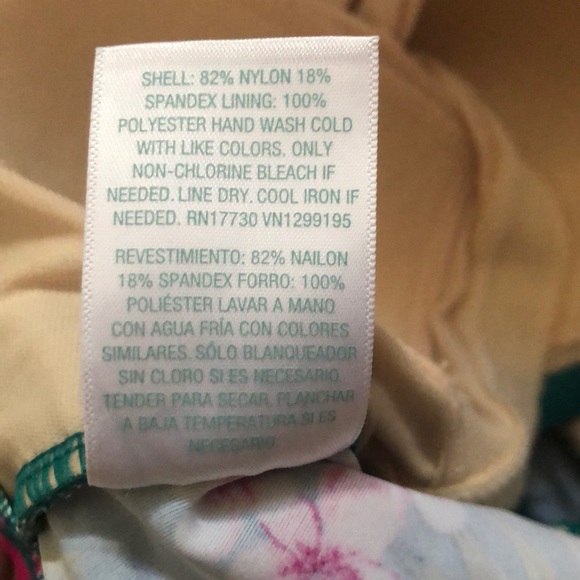 SHELL: 82% NYLON 18%
SPANDEX LINING: 100%
POLYESTER HAND WASH COLD
WITH LIKE COLORS. ONLY
NON-CHLORINE BLEACH IF
NEEDED. LINE DRY. COOL IRON IF
NEEDED. RN17730 VN1299195
REVESTIMIENTO: 82% NAILON
18% SPANDEX FORRO: 100%
POLIÉSTER LAVAR A MANO
CON AGUA FRÍA CON COLORES
SIMILARES. SÓLO BLANQUEADOR
SIN CLORO SI ES NECESARIO.
TENDER PARA SECAR. PLANCHAR
A BAJA TEMPERATURA SI ES
NECESARIO.